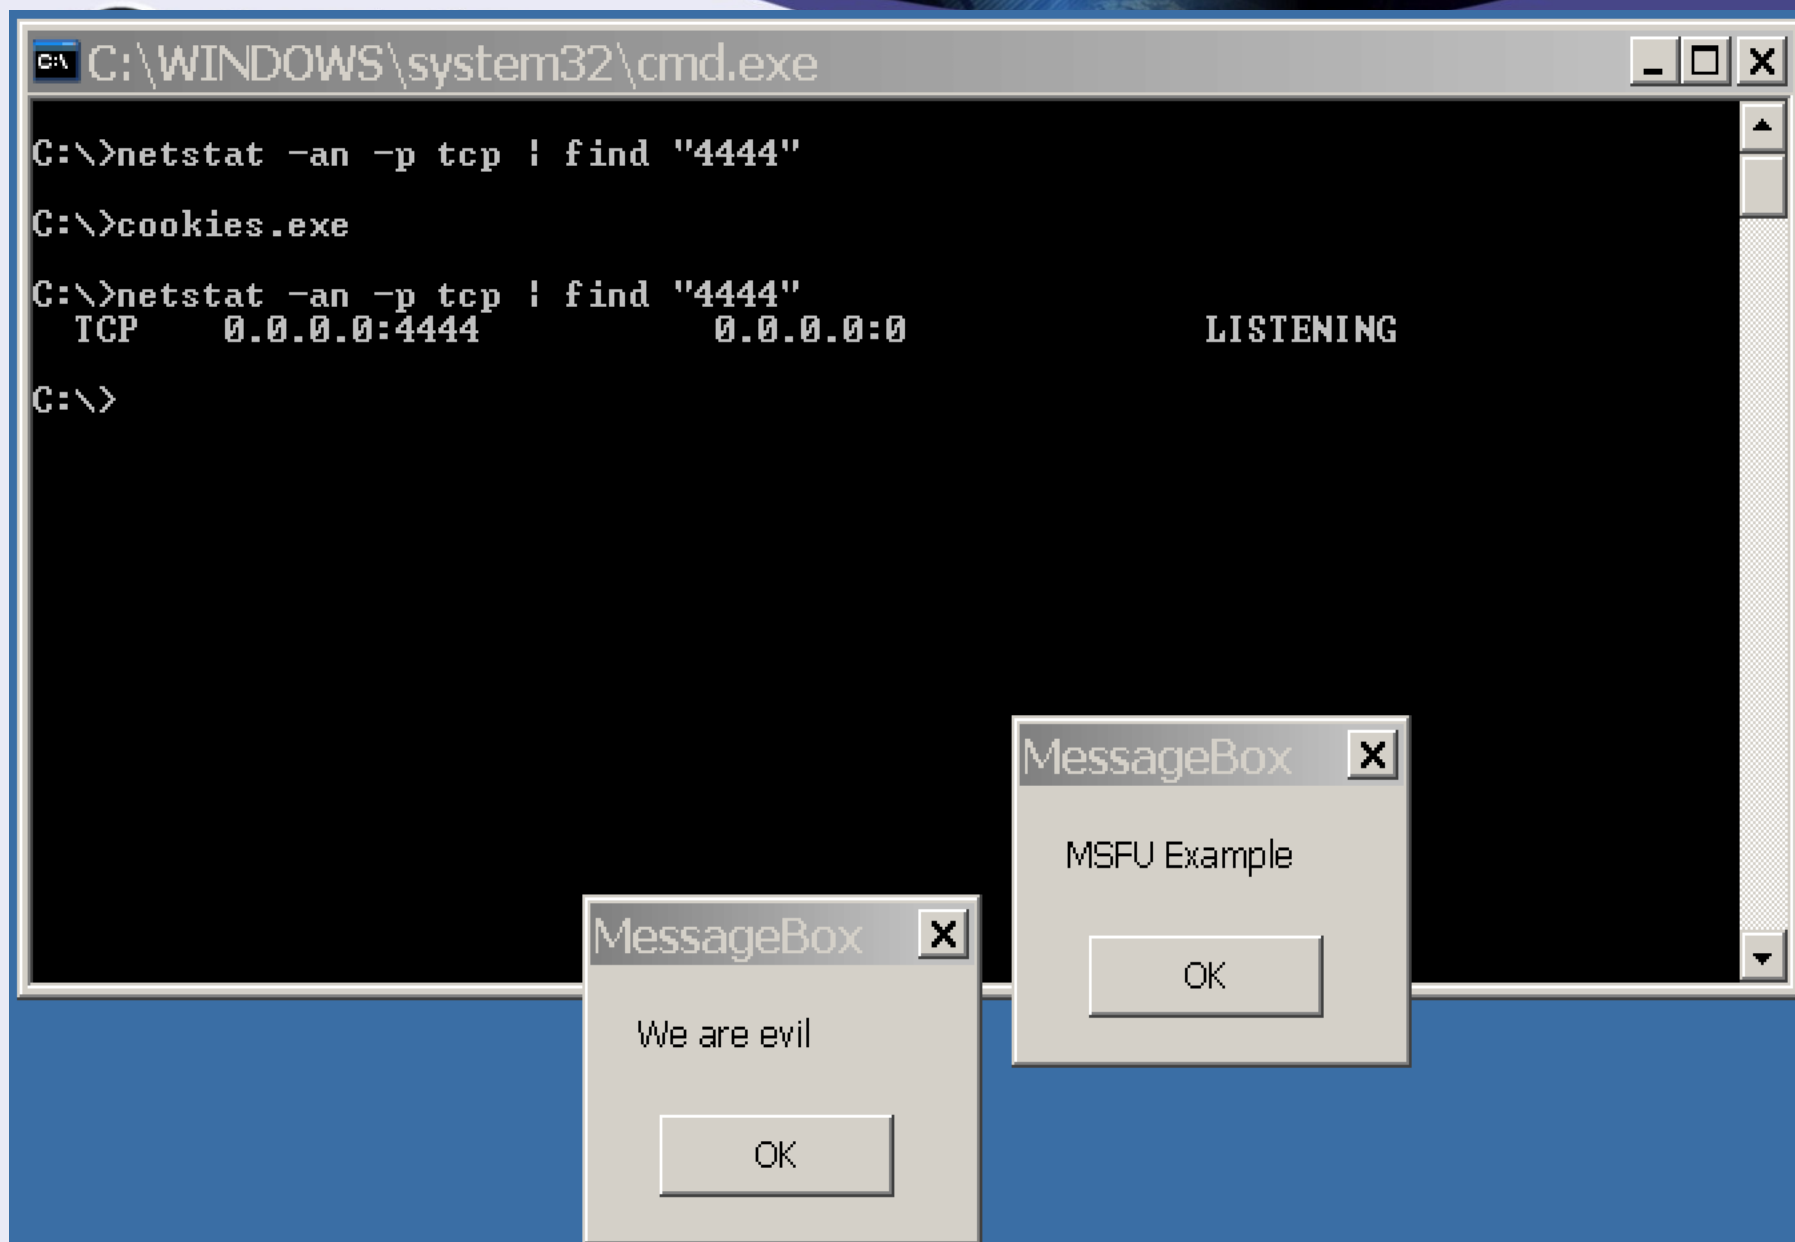 C:\WINDOWS\system32\cmd.exe
C:\>netstat -an -p tcp | find "4444"
C:\>cookies.exe
C:\>netstat -an -p tcp | find "4444"
TCP 0.0.0.0:4444 0.0.0.0:0 LISTENING
C:\>
MessageBox
MSFU Example
OK
MessageBox
We are evil
OK